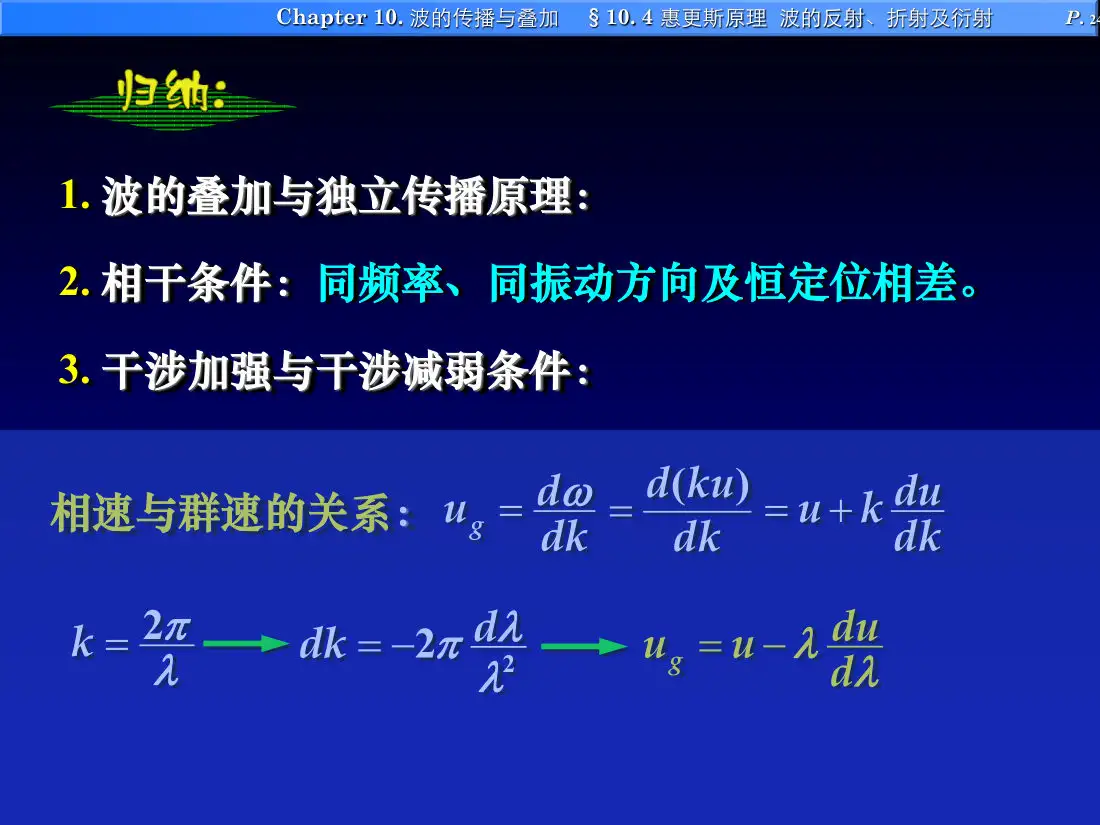 Chapter 10. 波的传播与叠加 §10. 4 惠更斯原理 波的反射、折射及衍射 P. 24
归纳：
1. 波的叠加与独立传播原理：
2. 相干条件：同频率、同振动方向及恒定位相差。
3. 干涉加强与干涉减弱条件：
相速与群速的关系： u_g = dω/dk = d(ku)/dk = u + k du/dk
k = 2π/λ dk = −2π dλ/λ² u_g = u − λ du/dλ